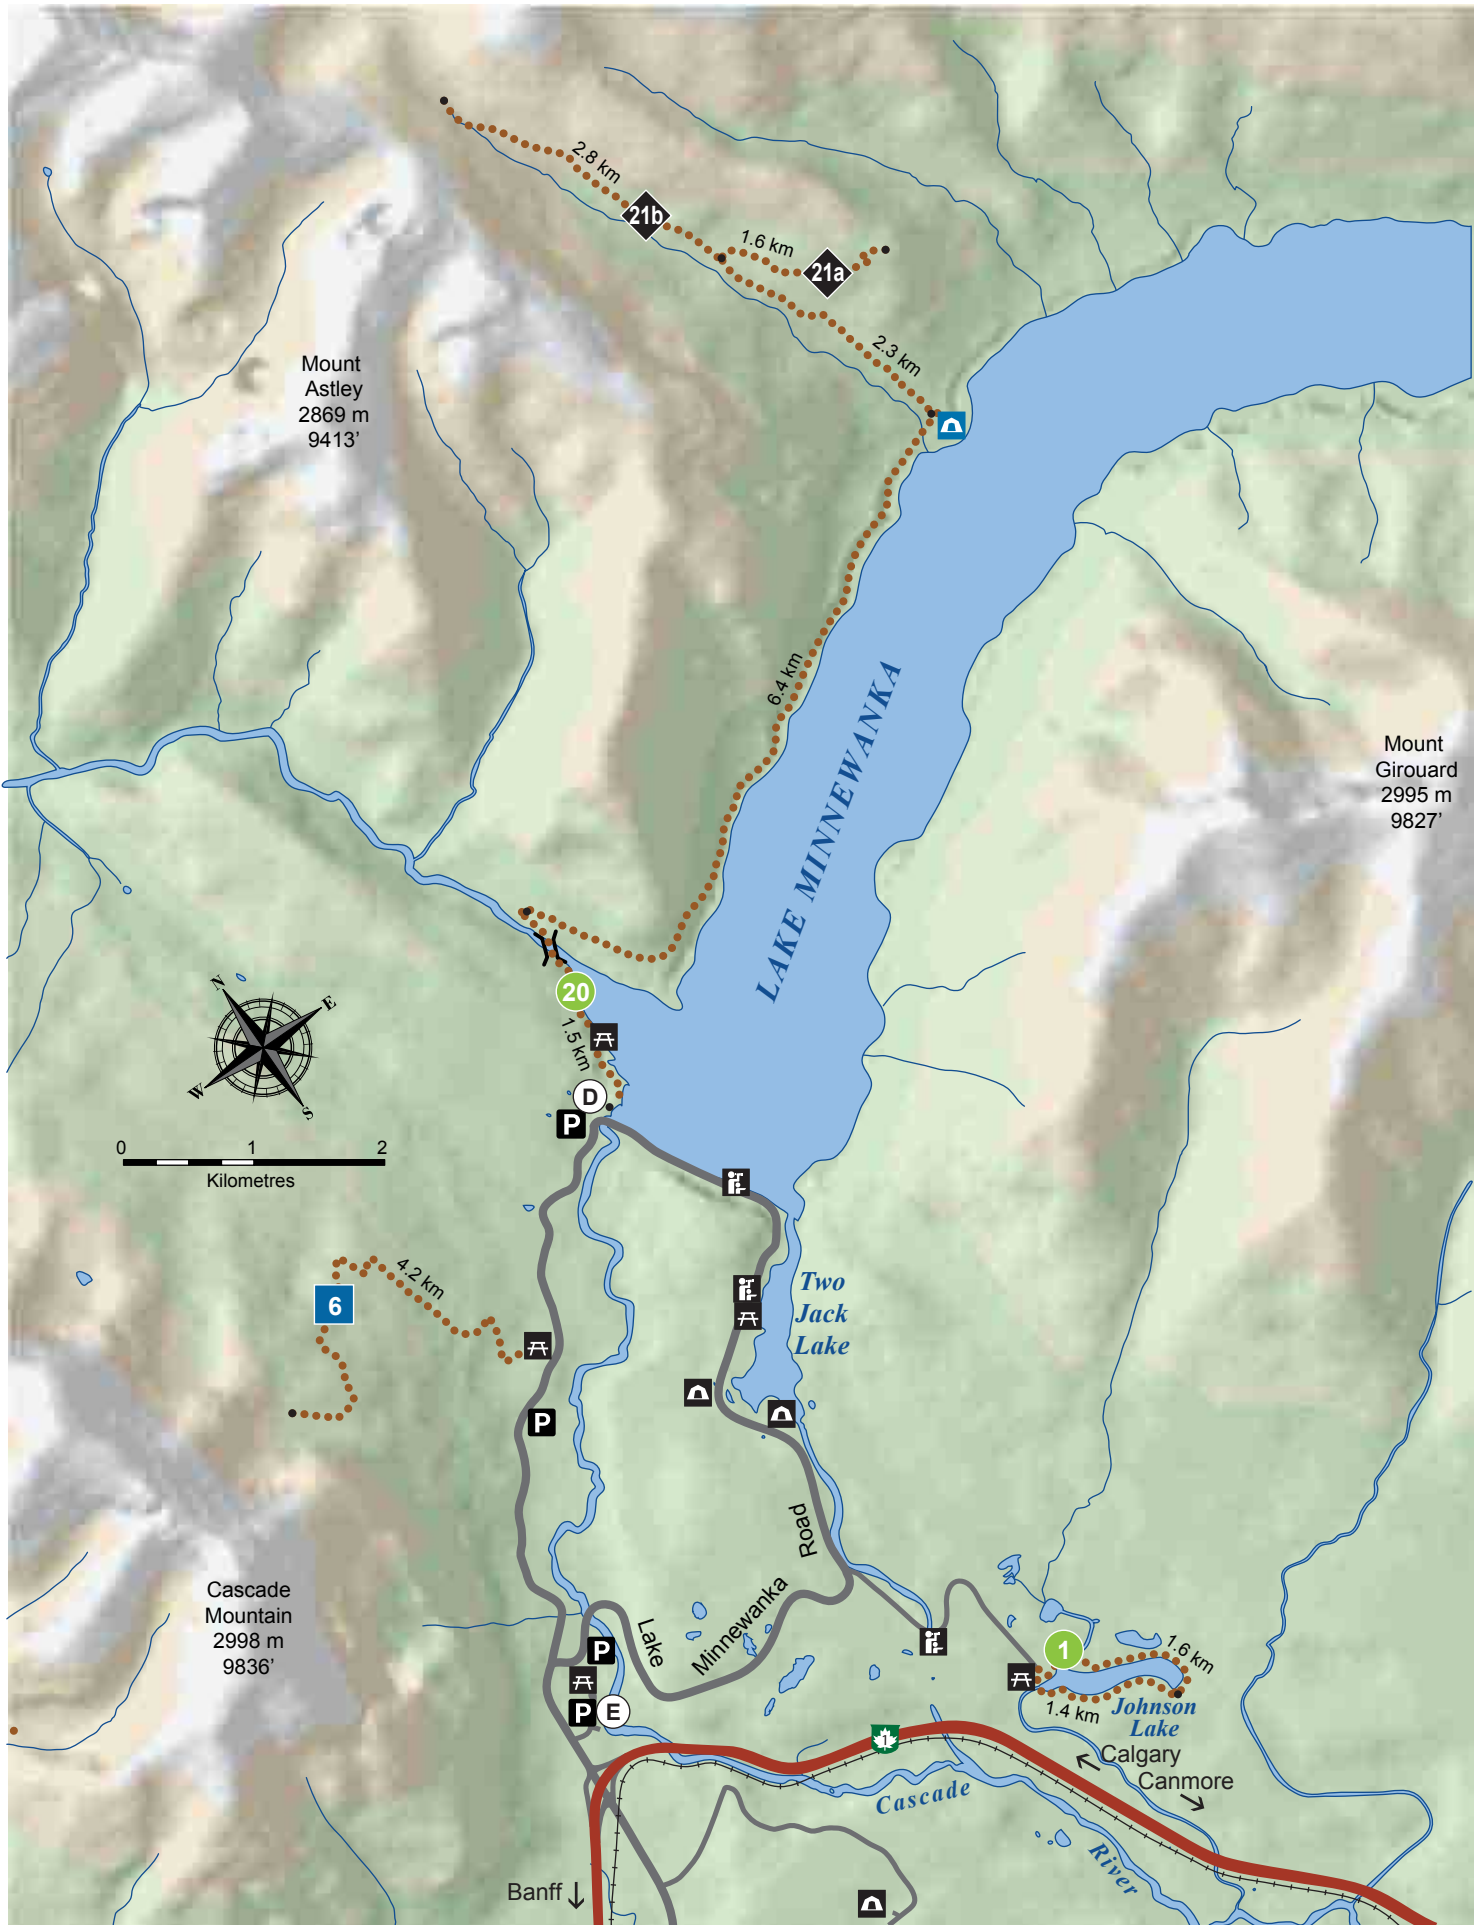 2.8 km
21b
1.6 km
21a
2.3 km
Mount
Astley
2869 m
9413'
6.4 km
LAKE MINNEWANKA
Mount
Girouard
2995 m
9827'
20
1.5 km
N
E
W
S
D
P
0 1 2
Kilometres
4.2 km
6
Two
Jack
Lake
P
Road
Minnewanka
Lake
Cascade
Mountain
2998 m
9836'
P
P
E
1
1.6 km
1.4 km
Johnson
Lake
1
Calgary
Canmore
Cascade
River
Banff